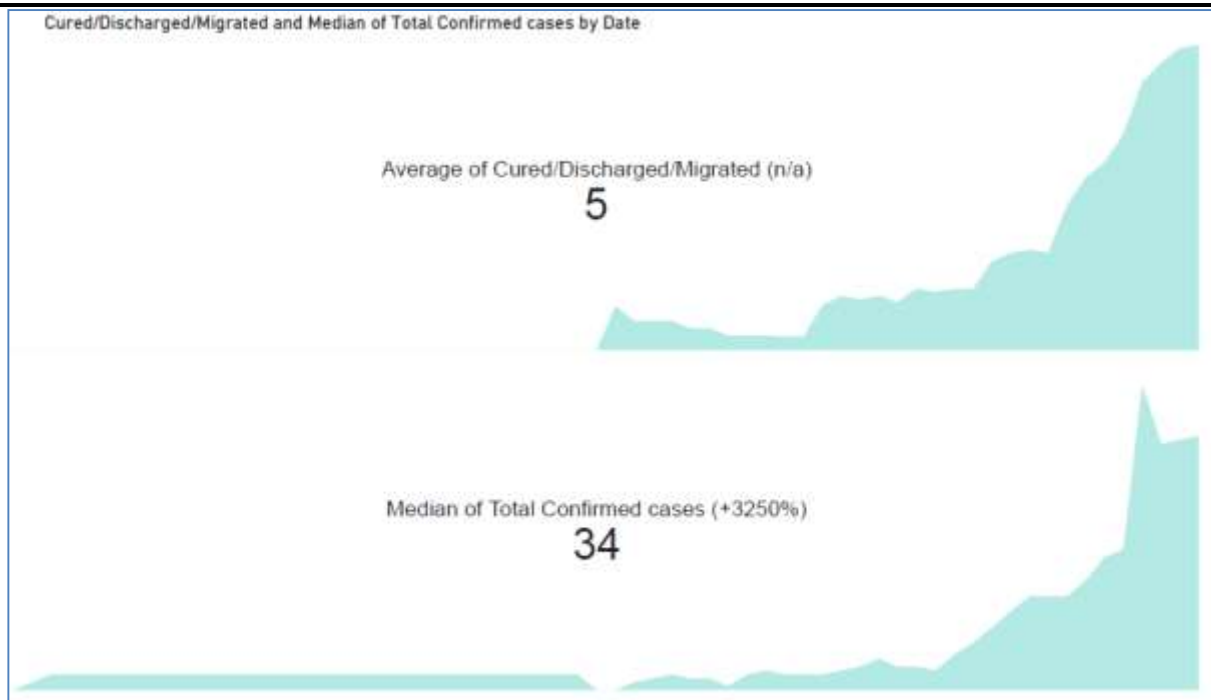 Cured/Discharged/Migrated and Median of Total Confirmed cases by Date
Average of Cured/Discharged/Migrated (n/a)
5
Median of Total Confirmed cases (+3250%)
34